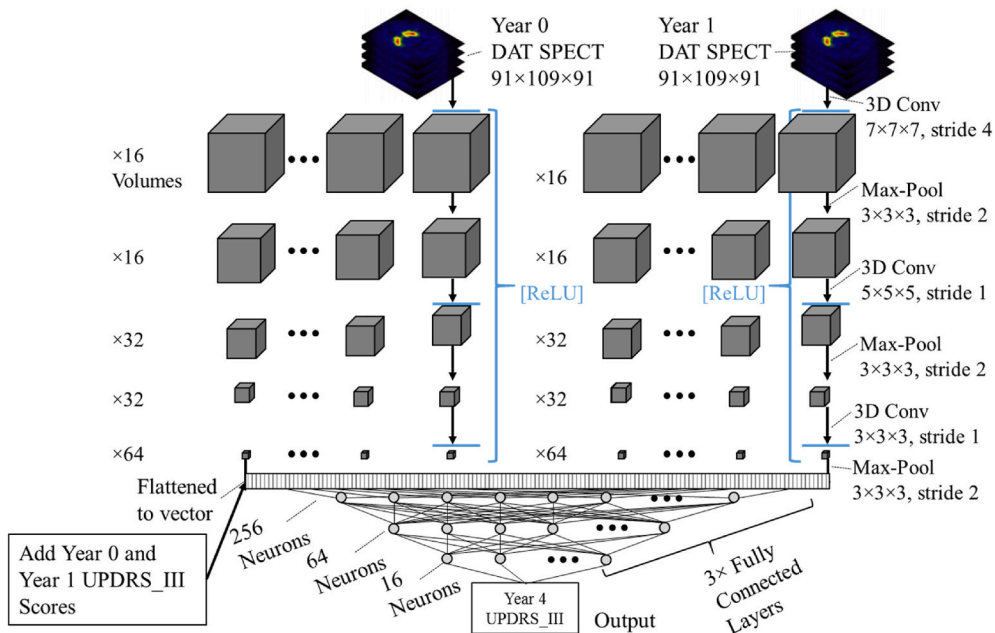 Year 0
DAT SPECT
91×109×91
Year 1
DAT SPECT
91×109×91
3D Conv
7×7×7, stride 4
×16
Volumes
×16
Max-Pool
3×3×3, stride 2
×16
×16
3D Conv
5×5×5, stride 1
[ReLU]
[ReLU]
×32
×32
Max-Pool
3×3×3, stride 2
×32
×32
3D Conv
3×3×3, stride 1
×64
×64
Max-Pool
3×3×3, stride 2
Flattened
to vector
256
Neurons
64
Neurons
16
Neurons
3× Fully
Connected
Layers
Add Year 0 and
Year 1 UPDRS_III
Scores
Year 4
UPDRS_III
Output